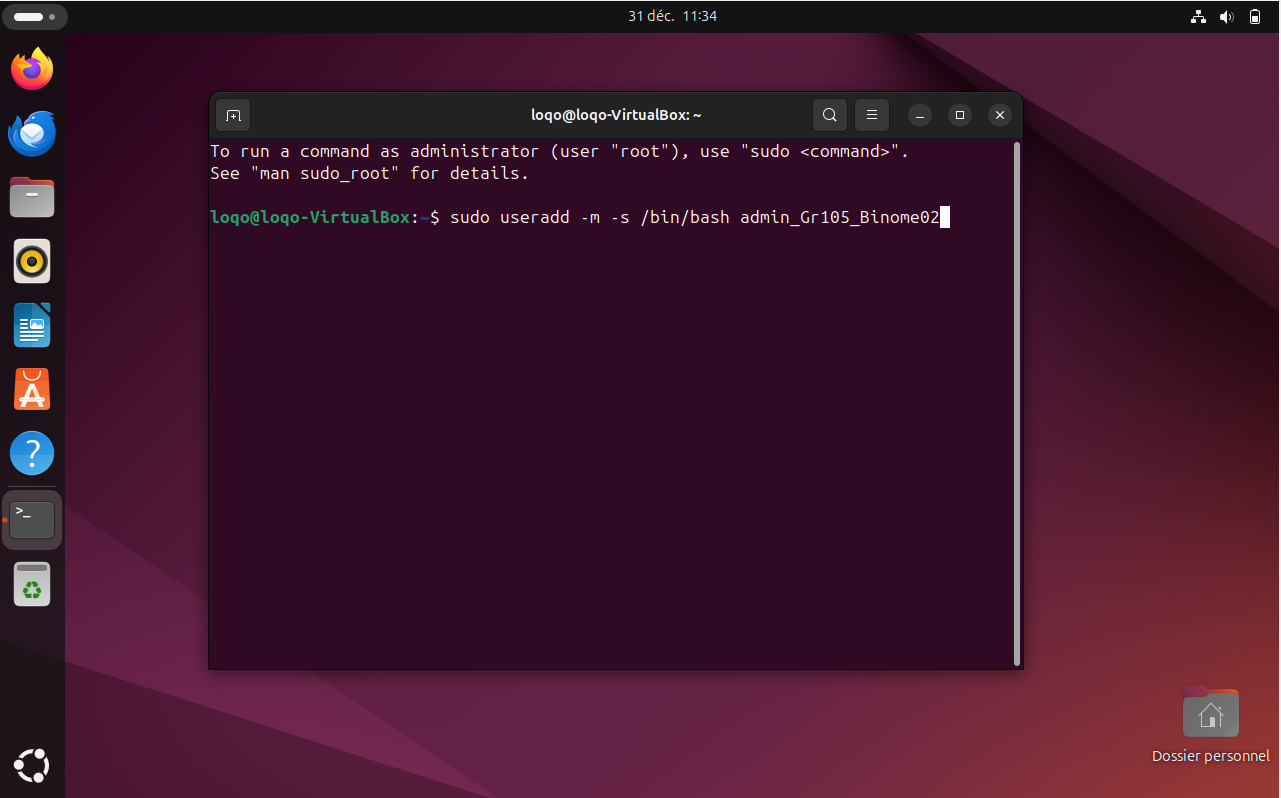 31 déc. 11:34
loqo@loqo-VirtualBox: ~
To run a command as administrator (user "root"), use "sudo <command>".
See "man sudo_root" for details.
loqo@loqo-VirtualBox:~$ sudo useradd -m -s /bin/bash admin_Gr105_Binome02
Dossier personnel